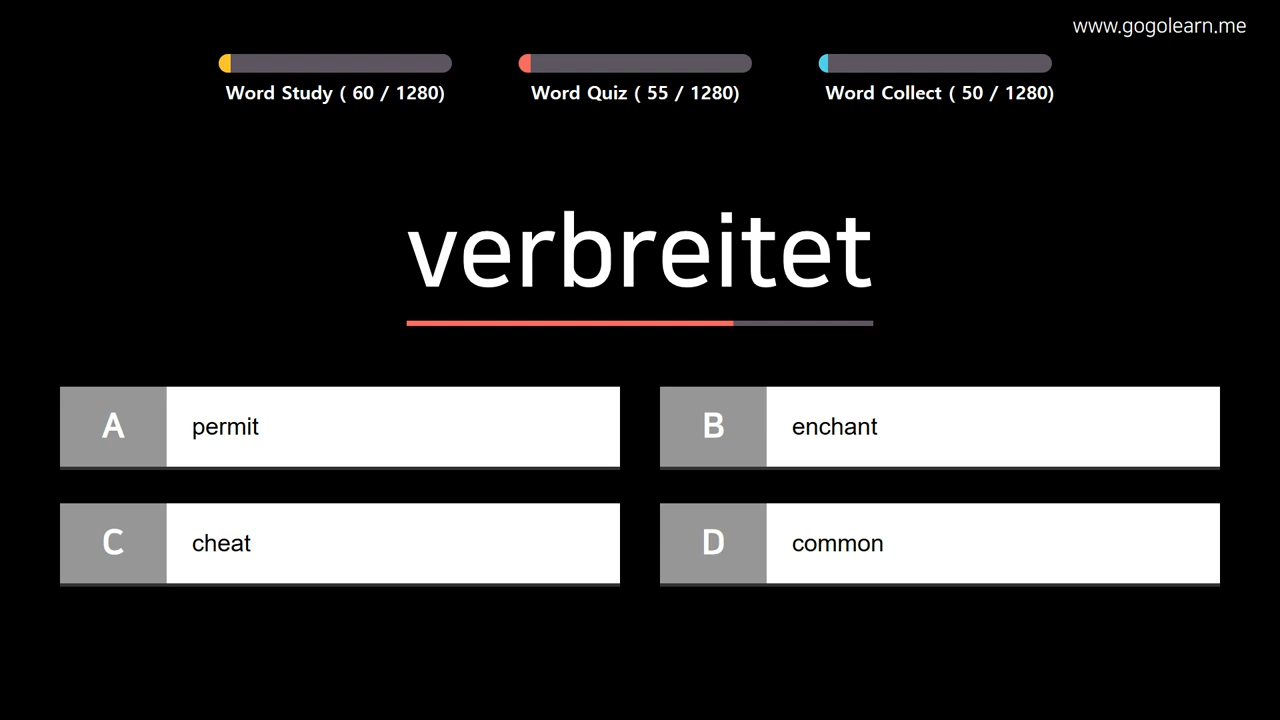 www.gogolearn.me
Word Study ( 60 / 1280)
Word Quiz ( 55 / 1280)
Word Collect ( 50 / 1280)
verbreitet
A permit
B enchant
C cheat
D common